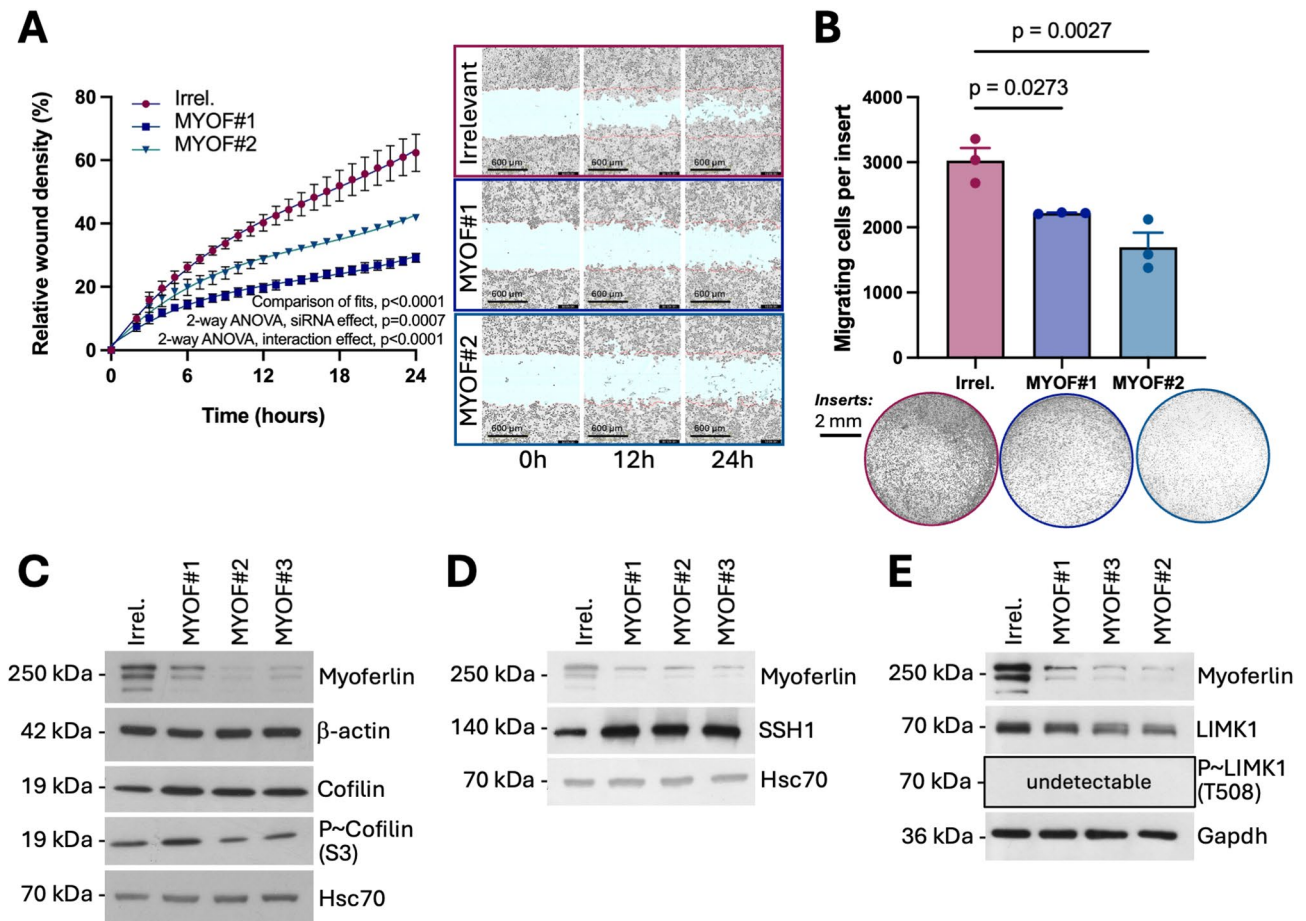 A
Relative wound density (%)
80
60
40
20
0
Irrel.
MYOF#1
MYOF#2
Comparison of fits, p<0.0001
2-way ANOVA, siRNA effect, p=0.0007
2-way ANOVA, interaction effect, p<0.0001
0
6
12
18
24
Time (hours)
Irrelevant
600 µm
600 µm
600 µm
MYOF#1
600 µm
600 µm
600 µm
MYOF#2
600 µm
600 µm
600 µm
0h
12h
24h
B
p = 0.0027
p = 0.0273
Migrating cells per insert
4000
3000
2000
1000
0
Irrel.
MYOF#1
MYOF#2
Inserts:
2 mm
C
Irrel.
MYOF#1
MYOF#2
MYOF#3
250 kDa
Myoferlin
42 kDa
β-actin
19 kDa
Cofilin
19 kDa
P~Cofilin
(S3)
70 kDa
Hsc70
D
Irrel.
MYOF#1
MYOF#2
MYOF#3
250 kDa
Myoferlin
140 kDa
SSH1
70 kDa
Hsc70
E
Irrel.
MYOF#1
MYOF#3
MYOF#2
250 kDa
Myoferlin
70 kDa
LIMK1
70 kDa
undetectable
P~LIMK1
(T508)
36 kDa
Gapdh